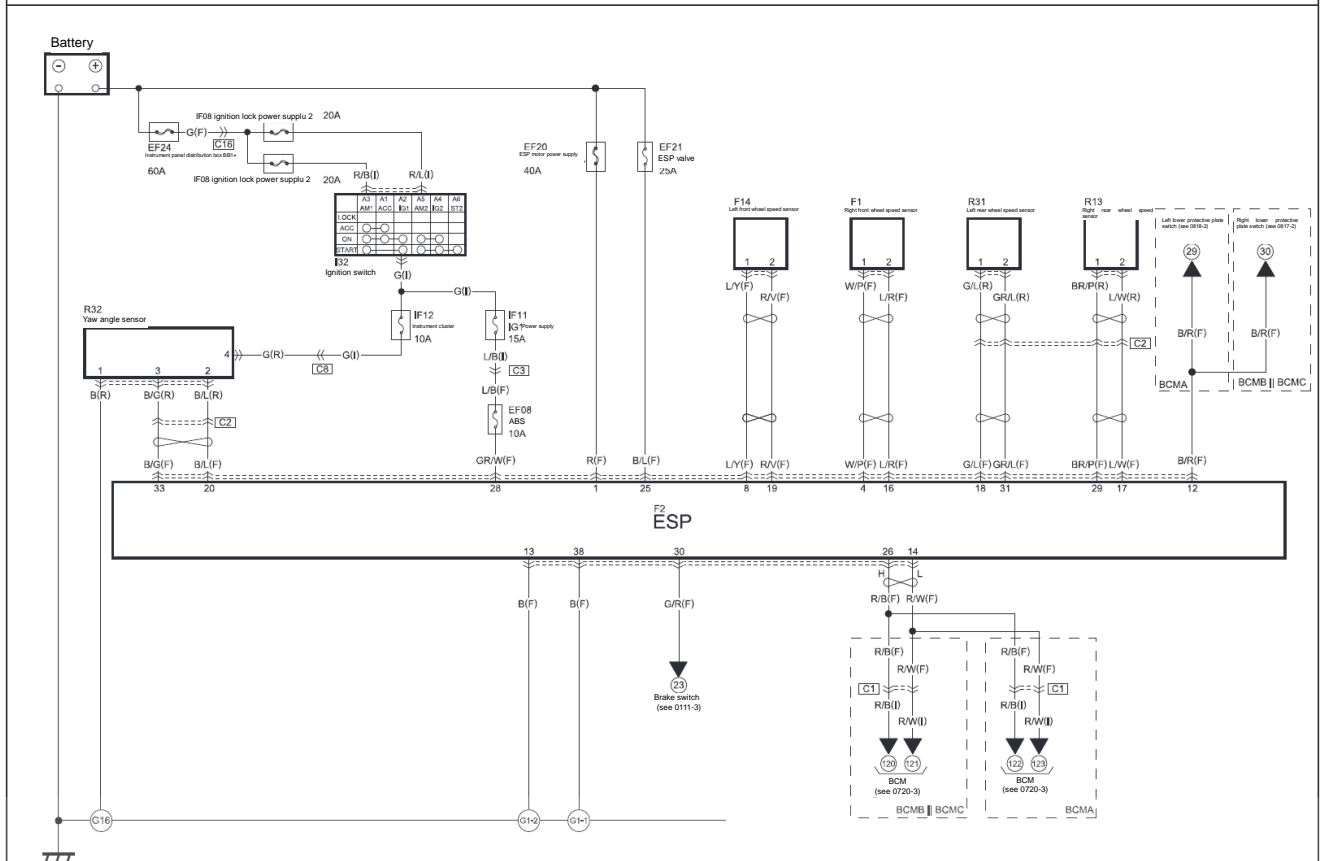 Battery
- +
IF08 ignition lock power supplu 2 20A
G(F)
C16
EF24
Instrument panel distribution box BB1+
60A
IF08 ignition lock power supplu 2 20A
R/B(I) R/L(I)
A3 A1 A2 A5 A4 A6
AM1 ACC IG1 AM2 IG2 ST2
LOCK
ACC
ON
START
I32
Ignition switch
G(I)
EF20
ESP motor power supply
40A
EF21
ESP valve
25A
F14
Left front wheel speed sensor
1 2
L/Y(F)
R/V(F)
F1
Right front wheel speed sensor
1 2
W/P(F)
L/R(F)
R31
Left rear wheel speed sensor
1 2
G/L(R)
GR/L(R)
R13
Right rear wheel speed
sensor
1 2
BR/P(R)
L/W(R)
C2
Left lower protective plate
switch (see 0818-2)
29
B/R(F)
BCMA
Right lower protective
plate switch (see 0817-2)
30
B/R(F)
BCMB || BCMC
G(I)
IF12
Instrument cluster
10A
IF11
IG1 Power supply
15A
L/B(I)
C3
L/B(F)
EF08
ABS
10A
R32
Yaw angle sensor
4
G(R)
C8
G(I)
1 3 2
B(R) B/G(R) B/L(R)
C2
B/G(F) B/L(F) GR/W(F) R(F) B/L(F) L/Y(F) R/V(F) W/P(F) L/R(F) G/L(F) GR/L(F) BR/P(F) L/W(F) B/R(F)
33 20 28 1 25 8 19 4 16 18 31 29 17 12
F2
ESP
13 38 30 26 14
H L
B(F) B(F) G/R(F) R/B(F) R/W(F)
23
Brake switch
(see 0111-3)
R/B(F)
R/W(F)
C1
R/B(I)
R/W(I)
120 121
BCM
(see 0720-3)
BCMB || BCMC
R/B(F)
R/W(F)
C1
R/B(I)
R/W(I)
122 123
BCM
(see 0720-3)
BCMA
G16 G1-2 G1-1